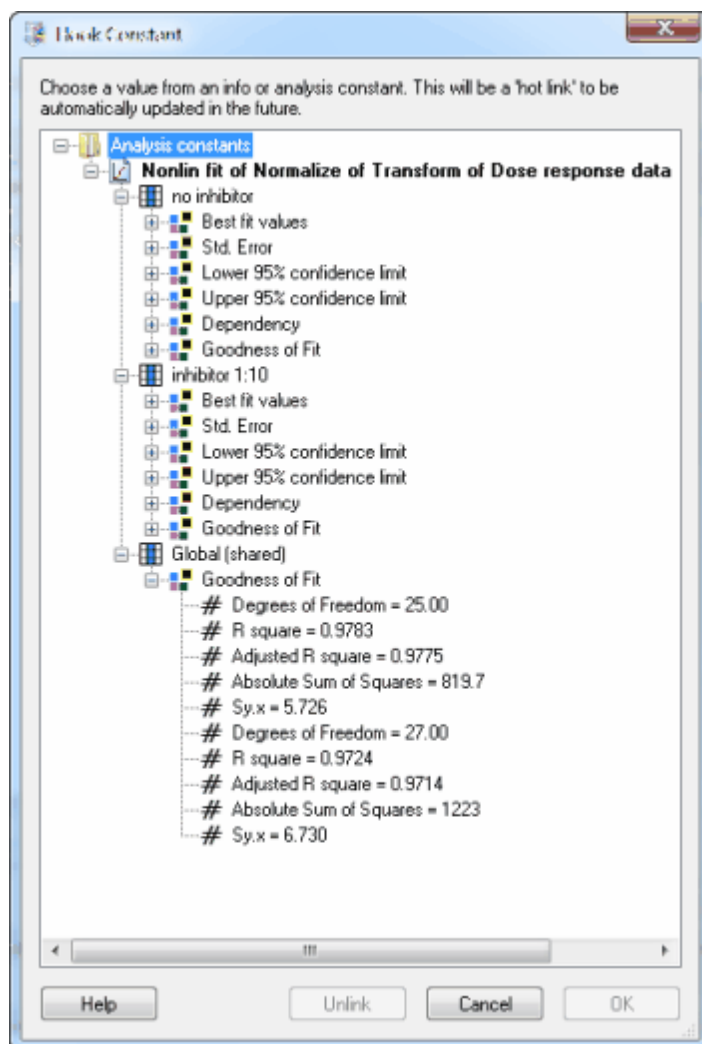 Hook Constant
Choose a value from an info or analysis constant. This will be a 'hot link' to be
automatically updated in the future.
Analysis constants
Nonlin fit of Normalize of Transform of Dose response data
no inhibitor
Best fit values
Std. Error
Lower 95% confidence limit
Upper 95% confidence limit
Dependency
Goodness of Fit
inhibitor 1:10
Best fit values
Std. Error
Lower 95% confidence limit
Upper 95% confidence limit
Dependency
Goodness of Fit
Global (shared)
Goodness of Fit
# Degrees of Freedom = 25.00
# R square = 0.9783
# Adjusted R square = 0.9775
# Absolute Sum of Squares = 819.7
# Sy.x = 5.726
# Degrees of Freedom = 27.00
# R square = 0.9724
# Adjusted R square = 0.9714
# Absolute Sum of Squares = 1223
# Sy.x = 6.730
Help Unlink Cancel OK